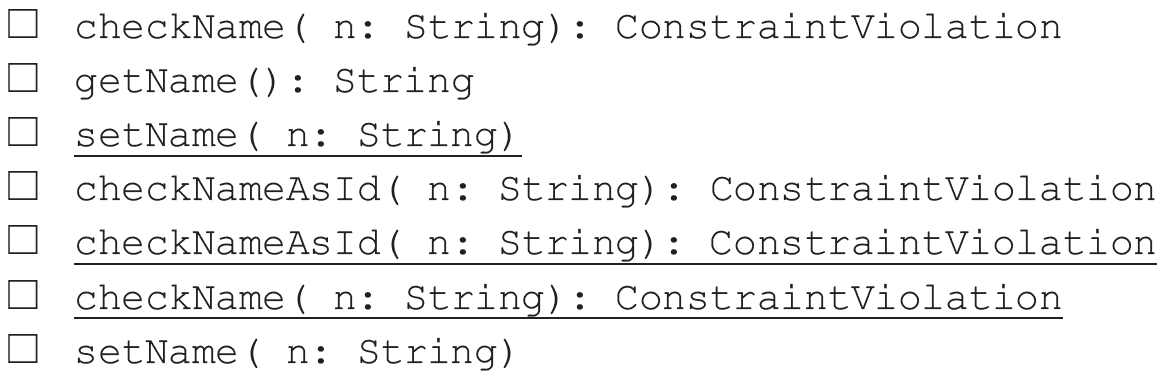 ☐ checkName( n: String): ConstraintViolation
☐ getName(): String
☐ setName( n: String)
☐ checkNameAsId( n: String): ConstraintViolation
☐ checkNameAsId( n: String): ConstraintViolation
☐ checkName( n: String): ConstraintViolation
☐ setName( n: String)